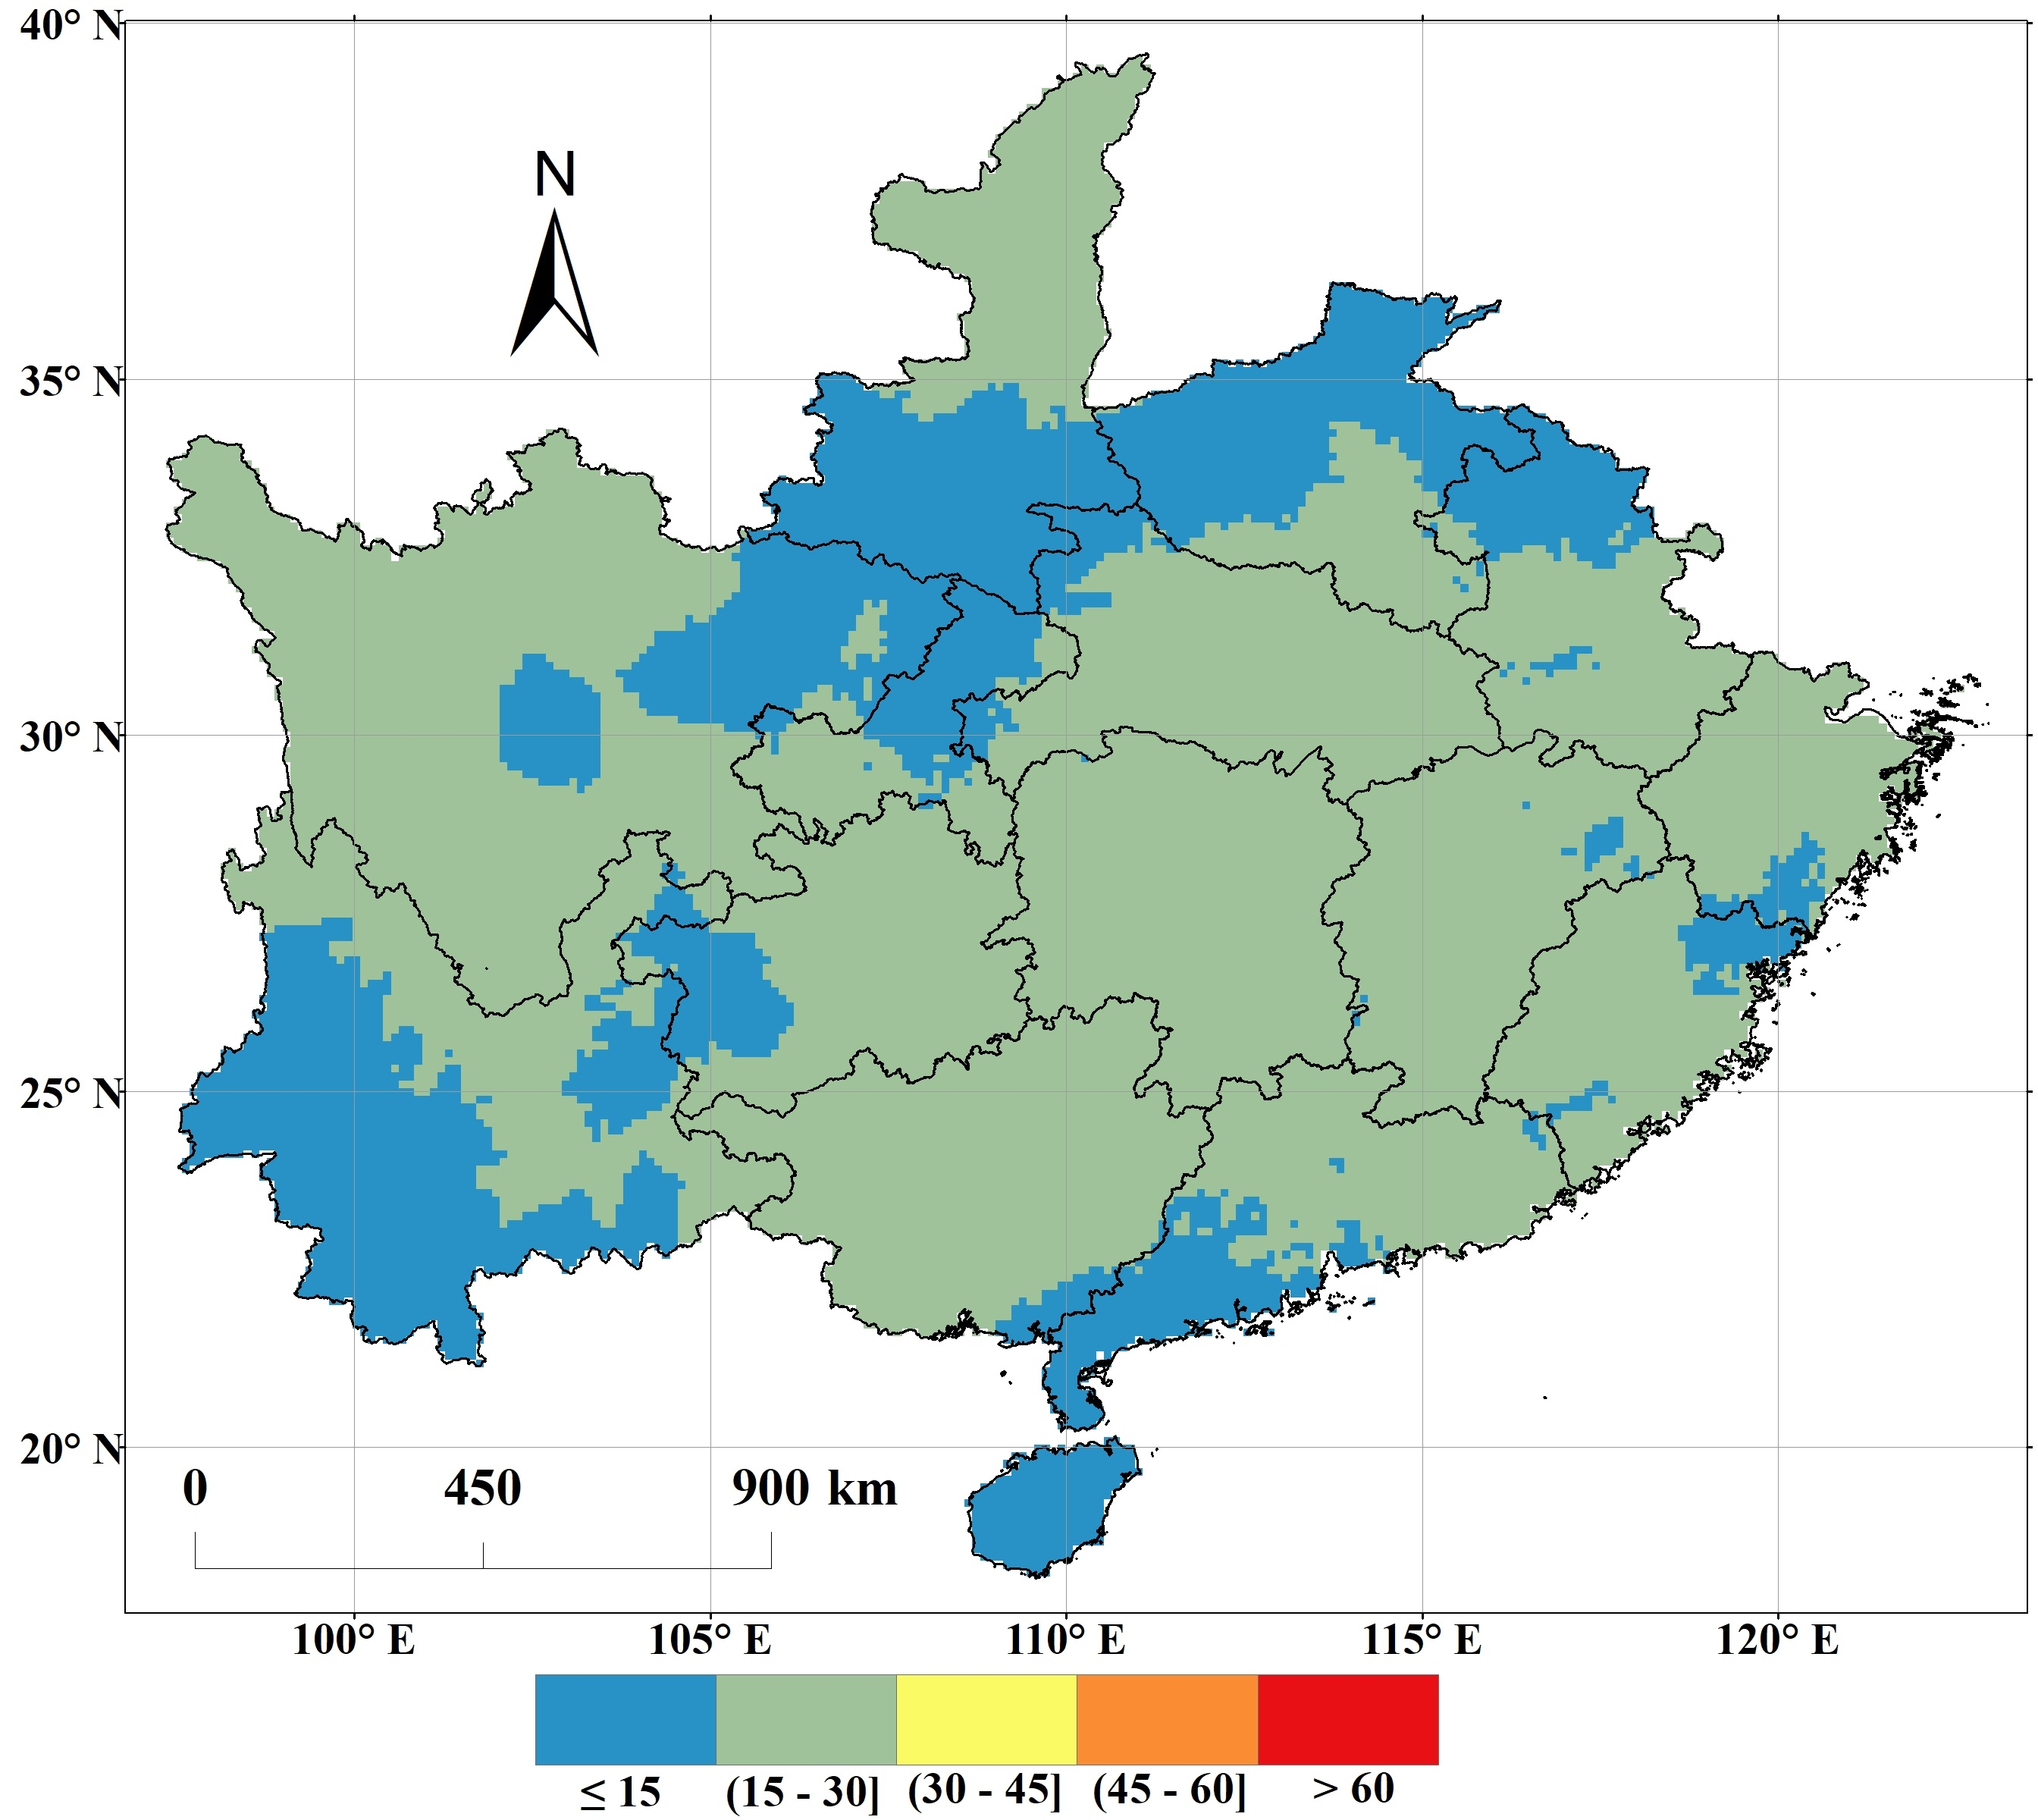 40° N
N
35° N
30° N
25° N
20° N
0 450 900 km
100° E 105° E 110° E 115° E 120° E
≤ 15 (15 - 30] (30 - 45] (45 - 60] > 60